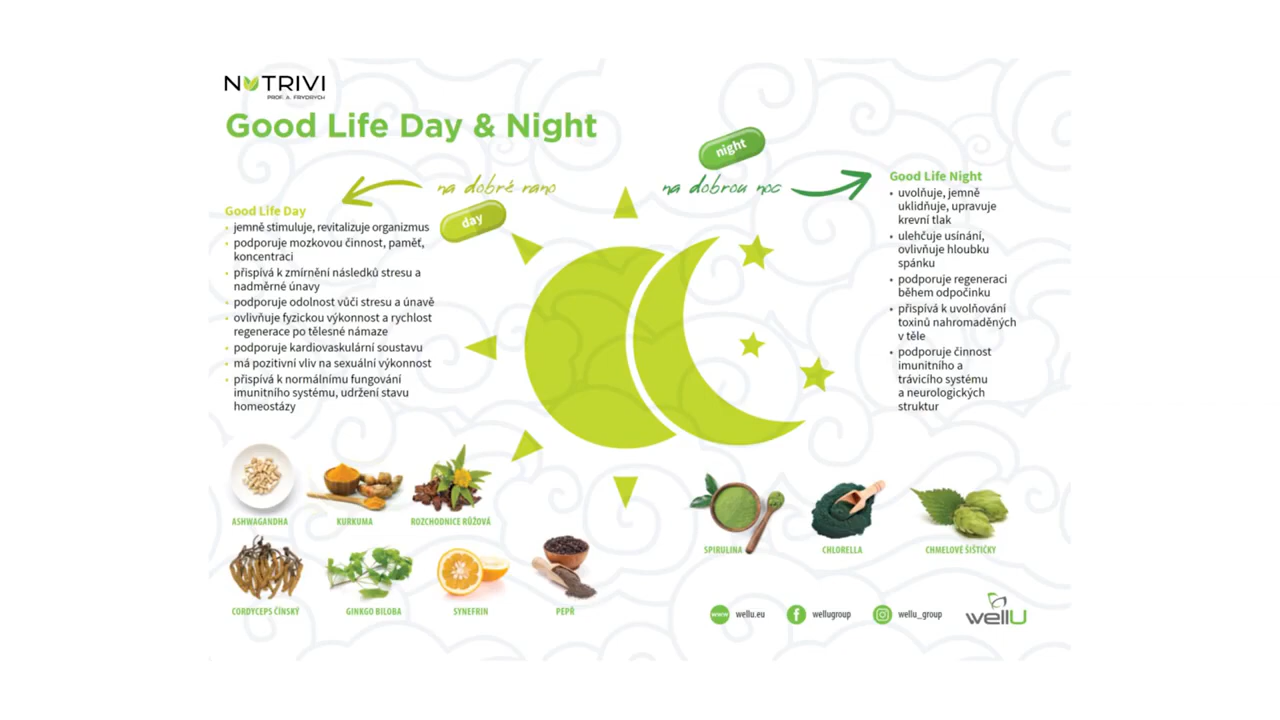 NUTRIVI
PROF. A. FRYDRYCH
Good Life Day & Night
na dobré rano
day
Good Life Day
• jemně stimuluje, revitalizuje organizmus
• podporuje mozkovou činnost, paměť,
koncentraci
• přispívá k zmírnění následků stresu a
nadměrné únavy
• podporuje odolnost vůči stresu a únavě
• ovlivňuje fyzickou výkonnost a rychlost
regenerace po tělesné námaze
• podporuje kardiovaskulární soustavu
• má pozitivní vliv na sexuální výkonnost
• přispívá k normálnímu fungování
imunitního systému, udržení stavu
homeostázy
night
na dobrou noc
Good Life Night
• uvolňuje, jemně
uklidňuje, upravuje
krevní tlak
• ulehčuje usínání,
ovlivňuje hloubku
spánku
• podporuje regeneraci
během odpočinku
• přispívá k uvolňování
toxinů nahromaděných
v těle
• podporuje činnost
imunitního a
trávicího systému
a neurologických
struktur
ASHWAGANDHA
KURKUMA
ROZCHODNICE RŮŽOVÁ
CORDYCEPS ČÍNSKÝ
GINKGO BILOBA
SYNEFRIN
PEPŘ
SPIRULINA
CHLORELLA
CHMELOVÉ ŠIŠTIČKY
www
wellu.eu
wellugroup
wellu_group
wellU